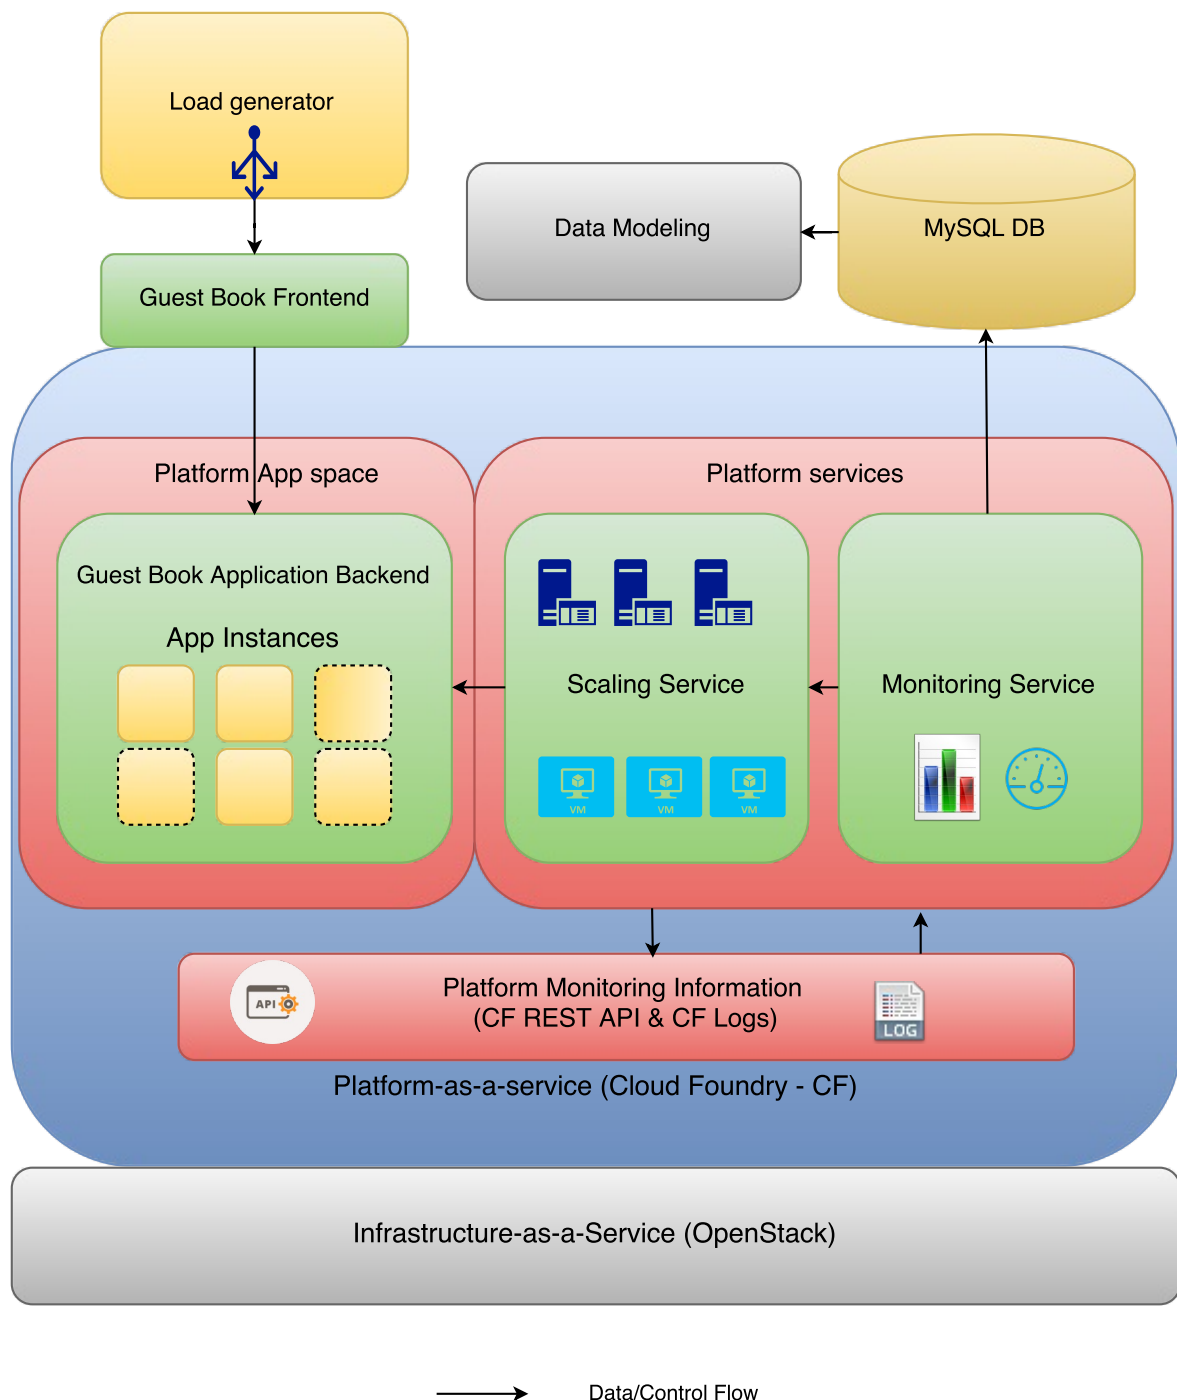 Load generator
Guest Book Frontend
Data Modeling
MySQL DB
Platform App space
Platform services
Guest Book Application Backend
App Instances
Scaling Service
VM
VM
VM
Monitoring Service
API
Platform Monitoring Information
(CF REST API & CF Logs)
LOG
Platform-as-a-service (Cloud Foundry - CF)
Infrastructure-as-a-Service (OpenStack)
Data/Control Flow